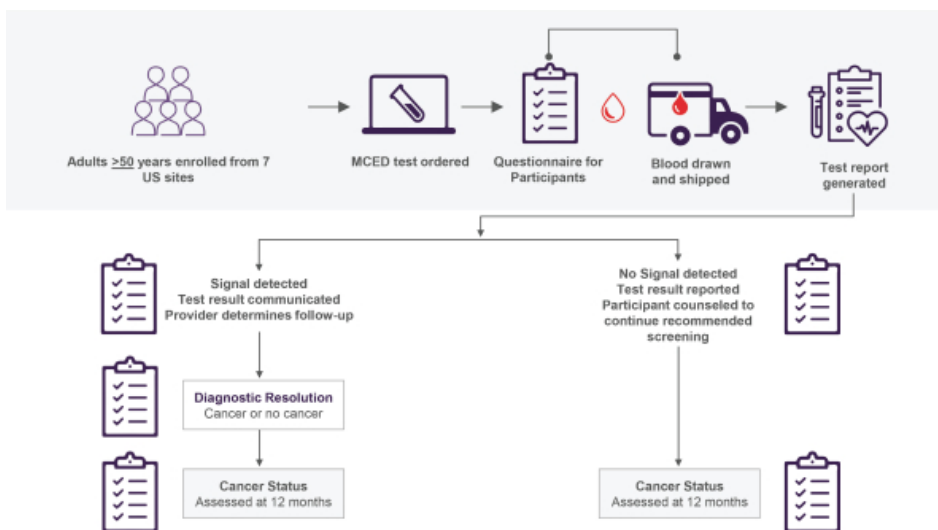 Adults >50 years enrolled from 7
US sites
MCED test ordered
Questionnaire for
Participants
Blood drawn
and shipped
Test report
generated
Signal detected
Test result communicated
Provider determines follow-up
No Signal detected
Test result reported
Participant counseled to
continue recommended
screening
Diagnostic Resolution
Cancer or no cancer
Cancer Status
Assessed at 12 months
Cancer Status
Assessed at 12 months